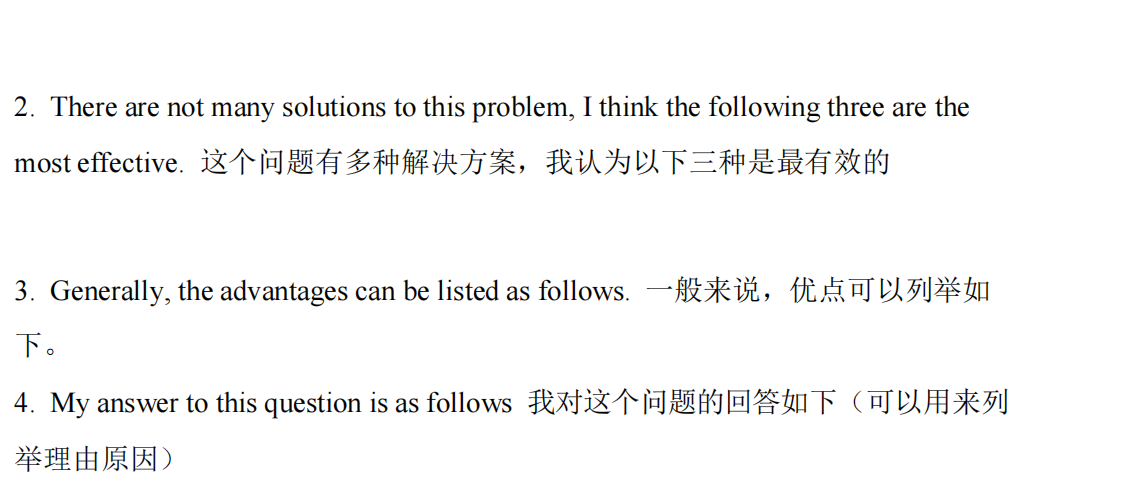 2. There are not many solutions to this problem, I think the following three are the
most effective. 这个问题有多种解决方案，我认为以下三种是最有效的
3. Generally, the advantages can be listed as follows. 一般来说，优点可以列举如
下。
4. My answer to this question is as follows 我对这个问题的回答如下（可以用来列
举理由原因）